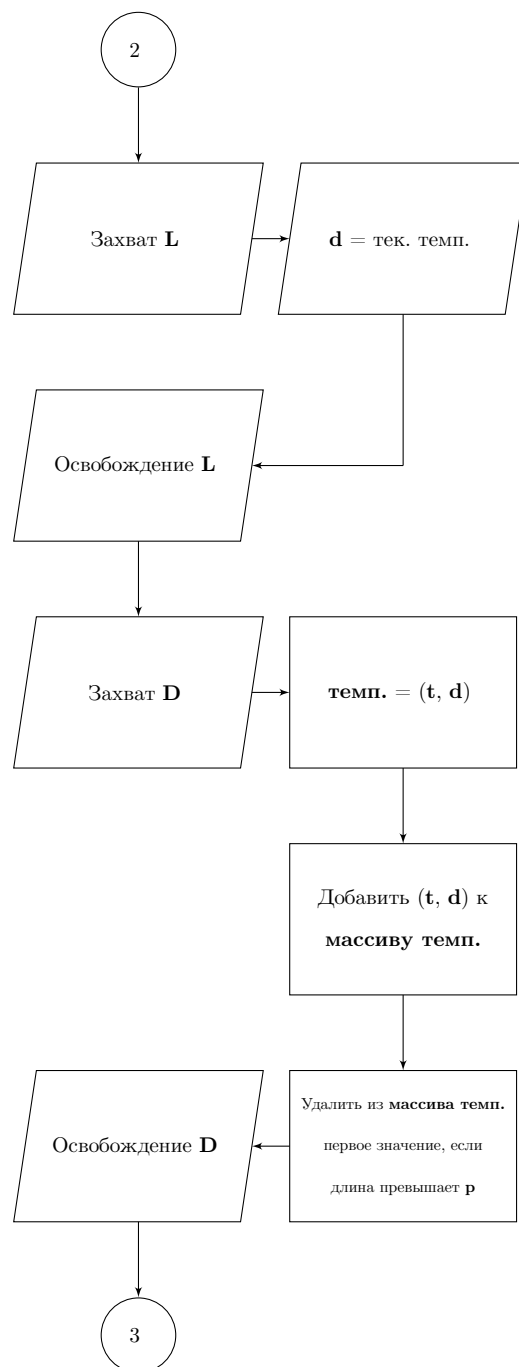 2
Захват L
d = тек. темп.
Освобождение L
Захват D
темп. = (t, d)
Добавить (t, d) к
массиву темп.
Удалить из массива темп.
первое значение, если
длина превышает p
Освобождение D
3